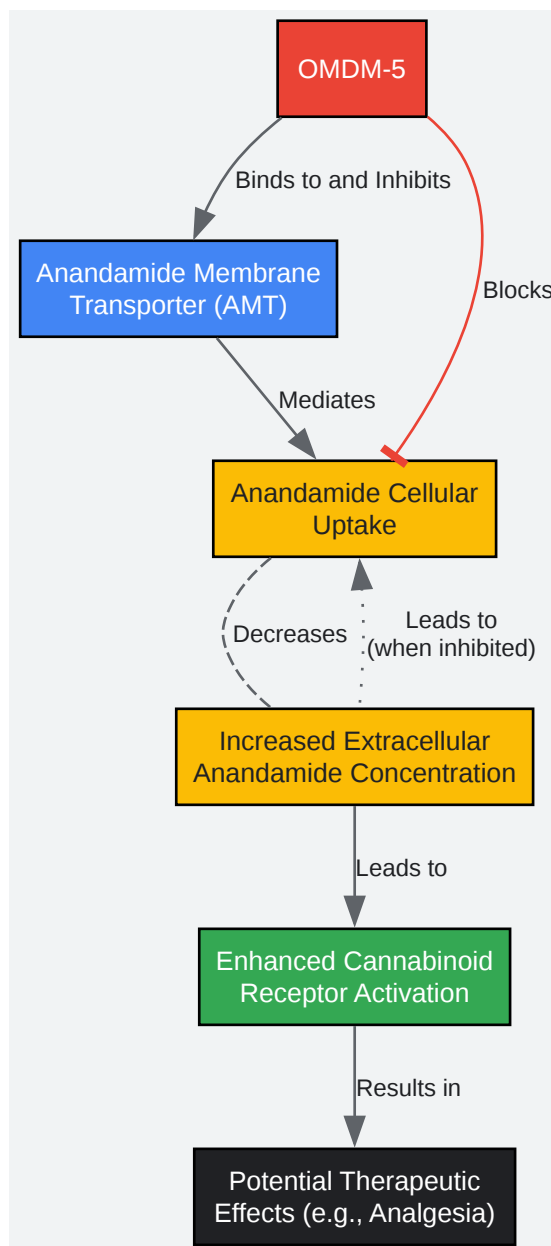 OMDM-5
Binds to and Inhibits
Anandamide Membrane
Transporter (AMT)
Blocks
Mediates
Anandamide Cellular
Uptake
Decreases
Leads to
(when inhibited)
Increased Extracellular
Anandamide Concentration
Leads to
Enhanced Cannabinoid
Receptor Activation
Results in
Potential Therapeutic
Effects (e.g., Analgesia)